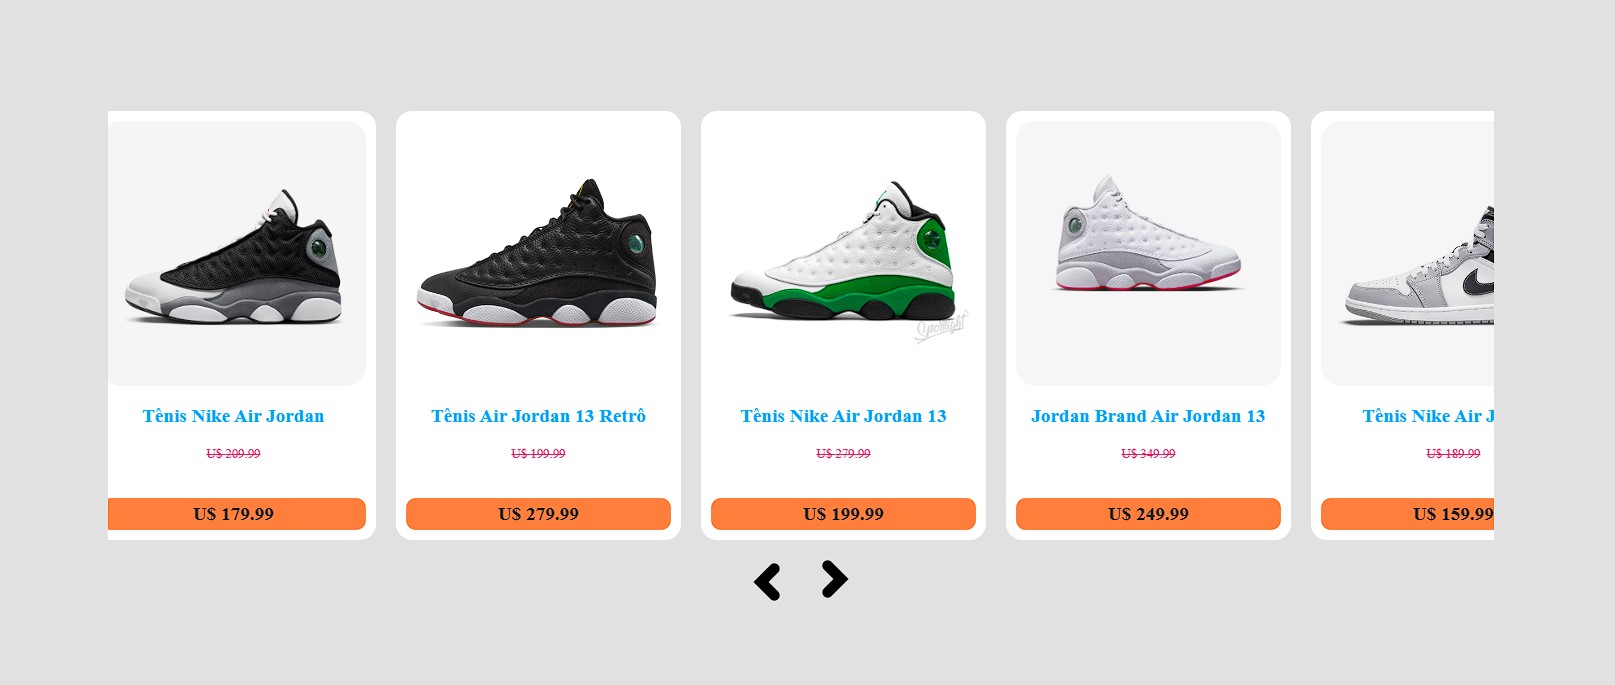 Tênis Nike Air Jordan
U$ 209.99
U$ 179.99
Tênis Air Jordan 13 Retrô
U$ 199.99
U$ 279.99
Sportlight
Tênis Nike Air Jordan 13
U$ 279.99
U$ 199.99
Jordan Brand Air Jordan 13
U$ 349.99
U$ 249.99
Tênis Nike Air J
U$ 189.99
U$ 159.99